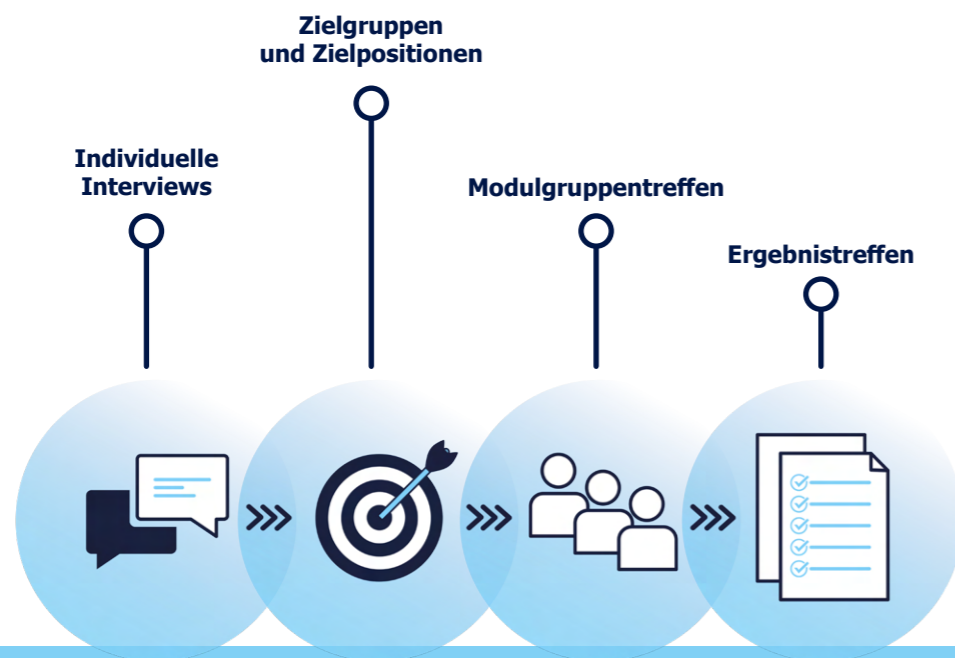 Individuelle
Interviews
Zielgruppen
und Zielpositionen
Modulgruppentreffen
Ergebnistreffen